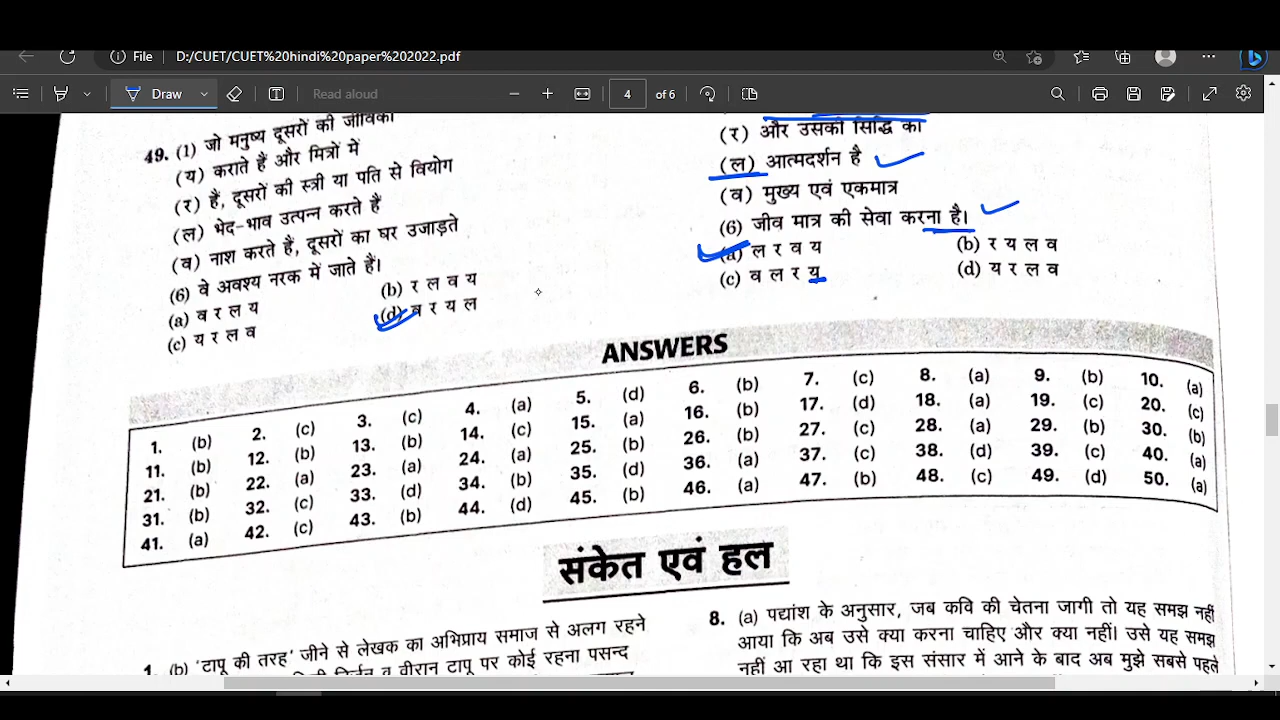 File D:/CUET/CUET%20hindi%20paper%202022.pdf
Draw Read aloud 4 of 6
49. (1) जो मनुष्य दूसरों की जीविका
(य) कराते हैं और मित्रों में
(र) हैं, दूसरों की स्त्री या पति से वियोग
(ल) भेद-भाव उत्पन्न करते हैं
(व) नाश करते हैं, दूसरों का घर उजाड़ते
(6) वे अवश्य नरक में जाते हैं।
(a) व र ल य (b) र ल व य
(c) य र ल व (d) व र य ल
(र) और उसकी सिद्धि का
(ल) आत्मदर्शन है
(व) मुख्य एवं एकमात्र
(6) जीव मात्र की सेवा करना है।
(a) ल र व य (b) र य ल व
(c) व ल र य (d) य र ल व
ANSWERS
1. (b) 2. (c) 3. (c) 4. (a) 5. (d) 6. (b) 7. (c) 8. (a) 9. (b) 10. (a)
11. (b) 12. (b) 13. (b) 14. (c) 15. (a) 16. (b) 17. (d) 18. (a) 19. (c) 20. (c)
21. (b) 22. (a) 23. (a) 24. (a) 25. (b) 26. (b) 27. (c) 28. (a) 29. (b) 30. (b)
31. (b) 32. (c) 33. (d) 34. (b) 35. (d) 36. (a) 37. (c) 38. (d) 39. (c) 40. (a)
41. (a) 42. (c) 43. (b) 44. (d) 45. (b) 46. (a) 47. (b) 48. (c) 49. (d) 50. (a)
संकेत एवं हल
1. (b) 'टापू की तरह' जीने से लेखक का अभिप्राय समाज से अलग रहने
निर्जन व वीरान टापू पर कोई रहना पसन्द
8. (a) पद्यांश के अनुसार, जब कवि की चेतना जागी तो यह समझ नहीं
आया कि अब उसे क्या करना चाहिए और क्या नहीं। उसे यह समझ
नहीं आ रहा था कि इस संसार में आने के बाद अब मुझे सबसे पहले